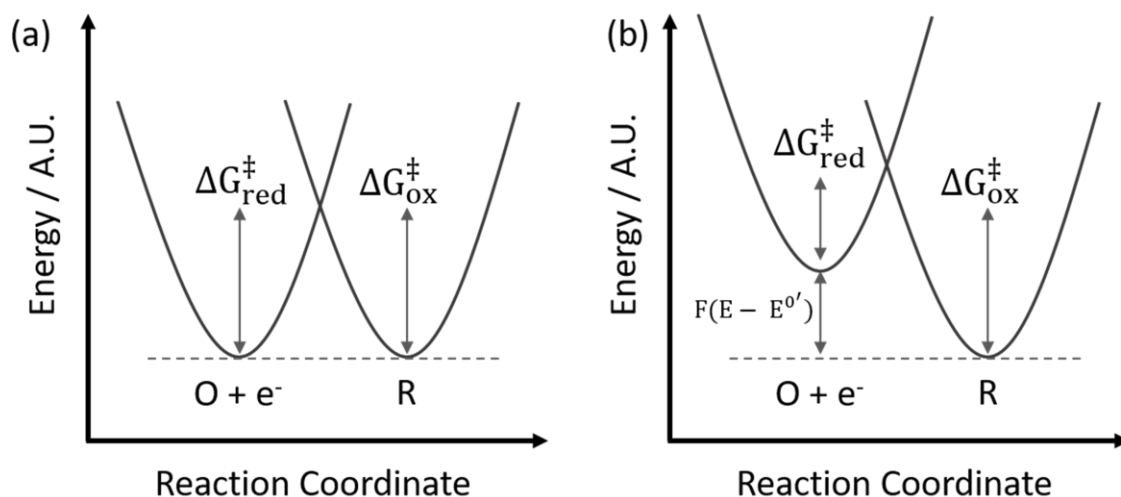 (a)
Energy / A.U.
ΔG‡red
ΔG‡ox
O + e-
R
Reaction Coordinate
(b)
Energy / A.U.
ΔG‡red
ΔG‡ox
F(E − E0′)
O + e-
R
Reaction Coordinate